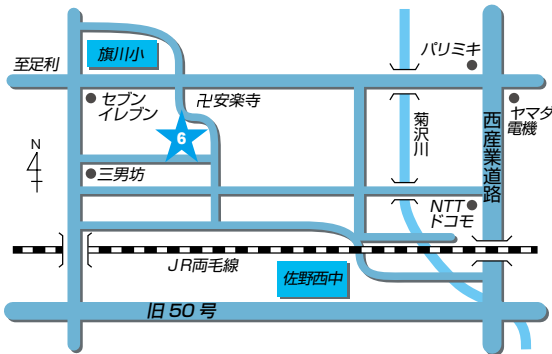 旗川小
パリミキ
至足利
セブン
イレブン
卍安楽寺
ヤマダ
電機
6
菊沢川
西産業道路
N
三男坊
NTT
ドコモ
JR両毛線
佐野西中
旧50号